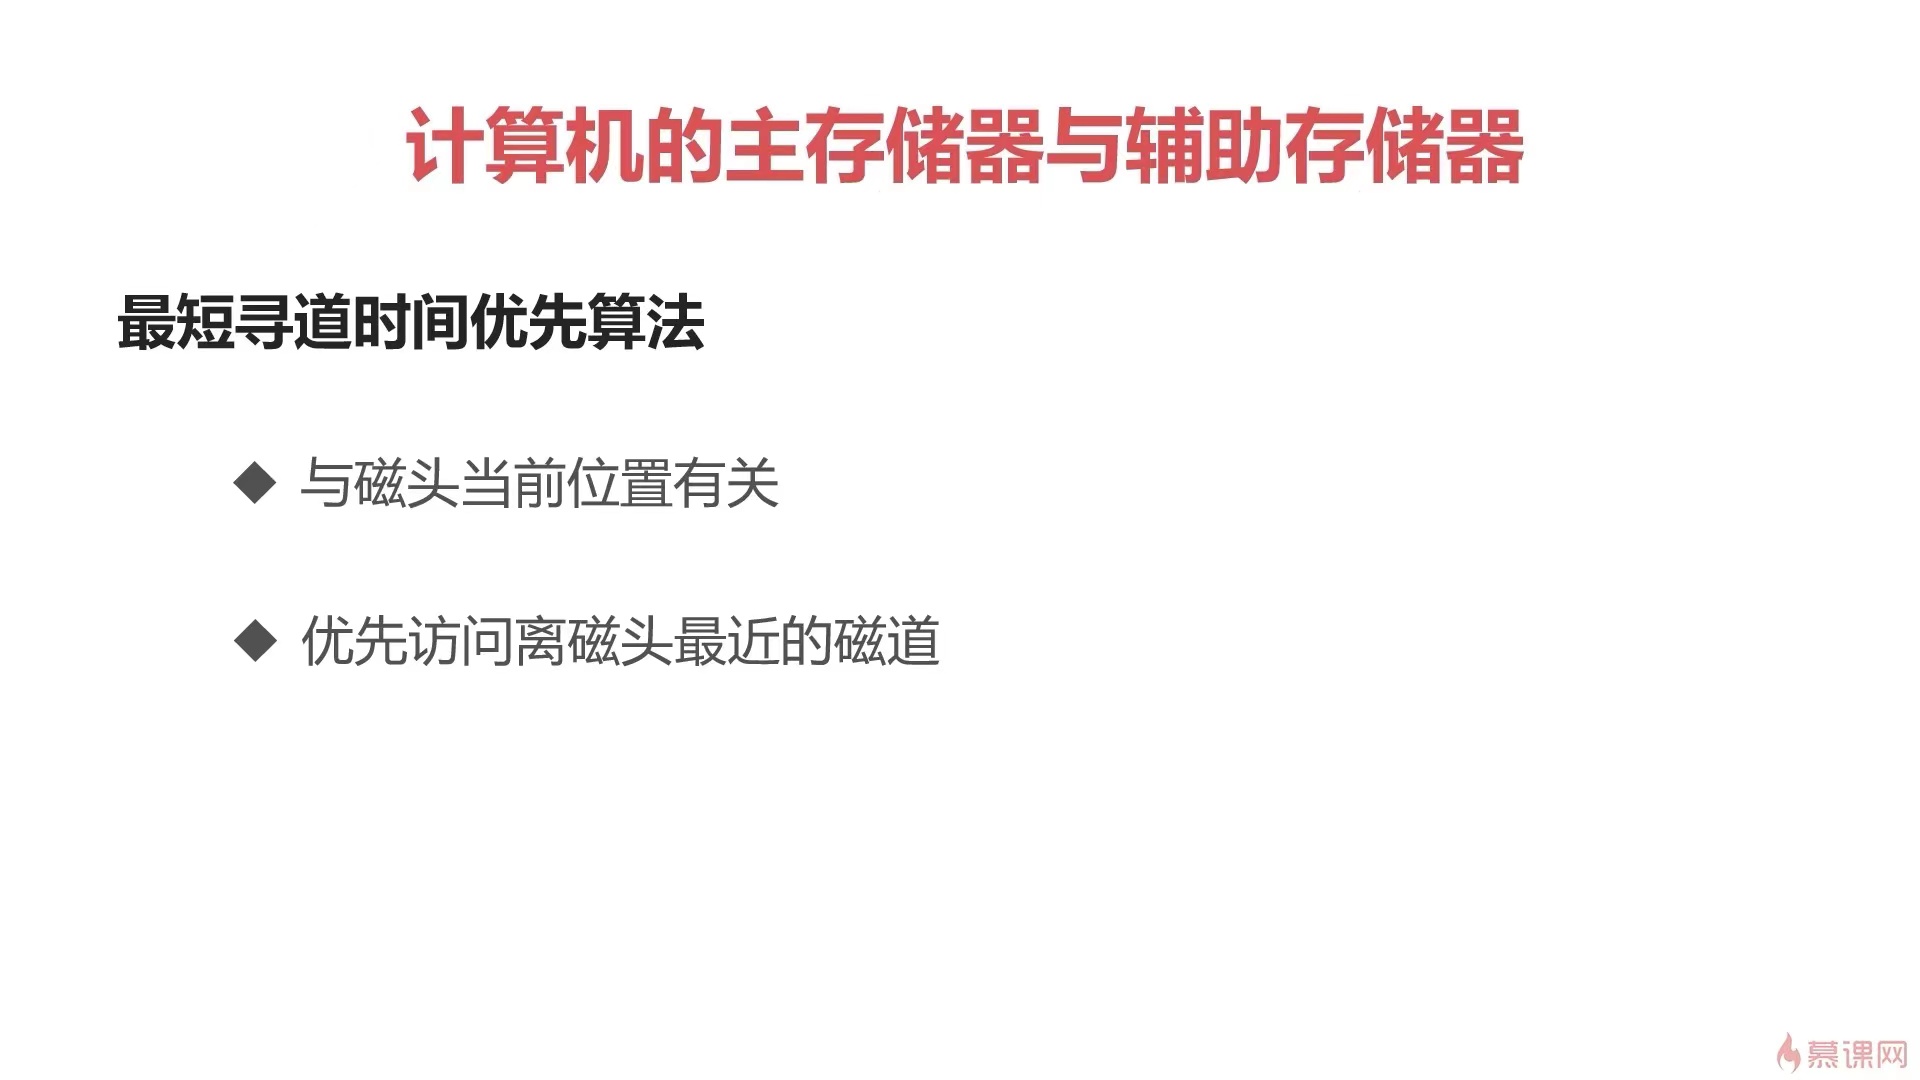 计算机的主存储器与辅助存储器
最短寻道时间优先算法
◆ 与磁头当前位置有关
◆ 优先访问离磁头最近的磁道
慕课网